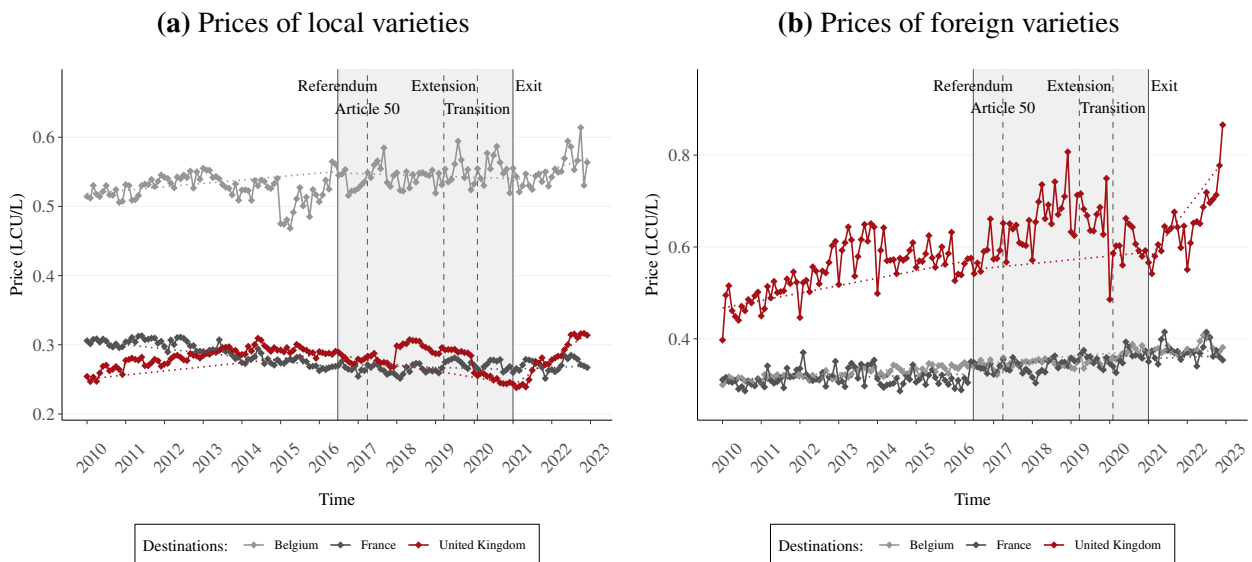 (a) Prices of local varieties
Referendum
Extension
Exit
Article 50
Transition
Price (LCU/L)
0.6
0.5
0.4
0.3
0.2
2010 2011 2012 2013 2014 2015 2016 2017 2018 2019 2020 2021 2022 2023
Time
Destinations: Belgium France United Kingdom
(b) Prices of foreign varieties
Referendum
Extension
Exit
Article 50
Transition
Price (LCU/L)
0.8
0.6
0.4
2010 2011 2012 2013 2014 2015 2016 2017 2018 2019 2020 2021 2022 2023
Time
Destinations: Belgium France United Kingdom